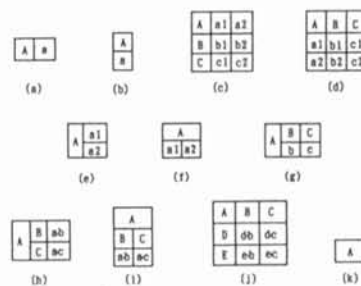 A a
A
a
A a1 a2
B b1 b2
C c1 c2
A B C
a1 b1 c1
a2 b2 c2
(a) (b) (c) (d)
A a1
a2
A
a1 a2
A B C
b c
(e) (f) (g)
A B ab
C ac
A
B C
ab ac
A B C
D db dc
E eb ec
A
(h) (i) (j) (k)